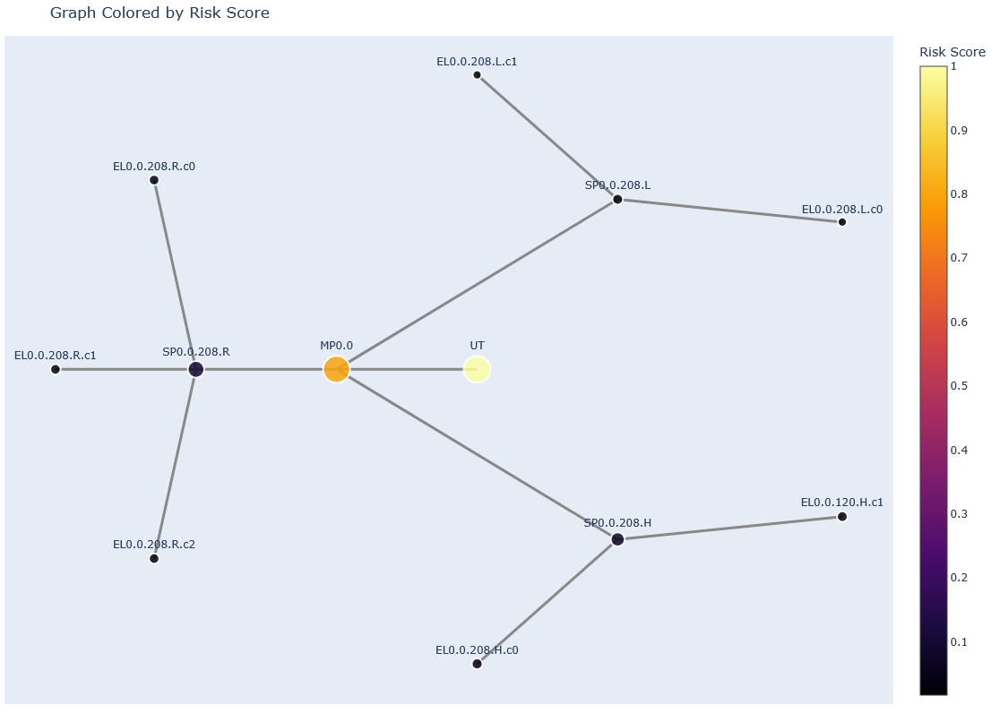 Graph Colored by Risk Score
Risk Score
EL0.0.208.L.c1
1
0.9
EL0.0.208.R.c0
SP0.0.208.L
0.8
EL0.0.208.L.c0
0.7
0.6
MP0.0
UT
SP0.0.208.R
EL0.0.208.R.c1
0.5
0.4
EL0.0.120.H.c1
0.3
SP0.0.208.H
EL0.0.208.R.c2
0.2
0.1
EL0.0.208.H.c0